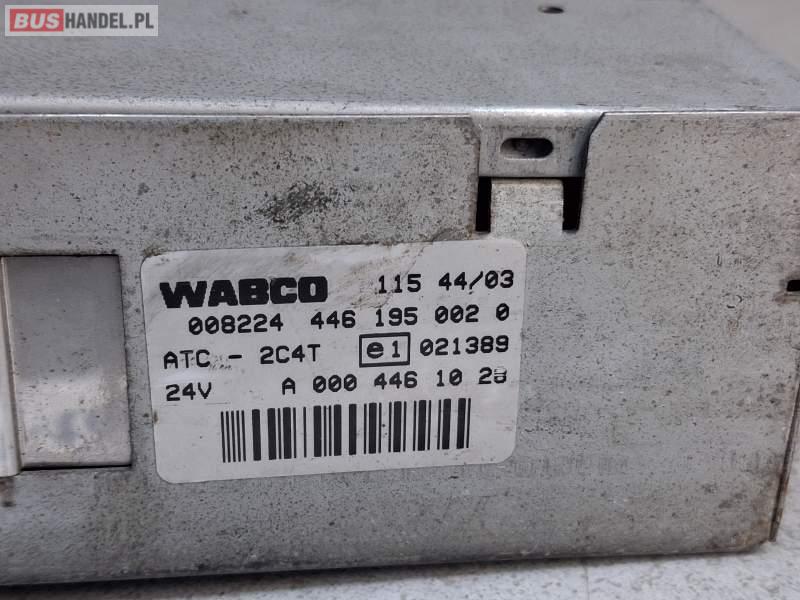 BUSHANDEL.PL
WABCO 115 44/03
008224 446 195 002 0
ATC - 2C4T e1 021389
24V A 000 446 10 28